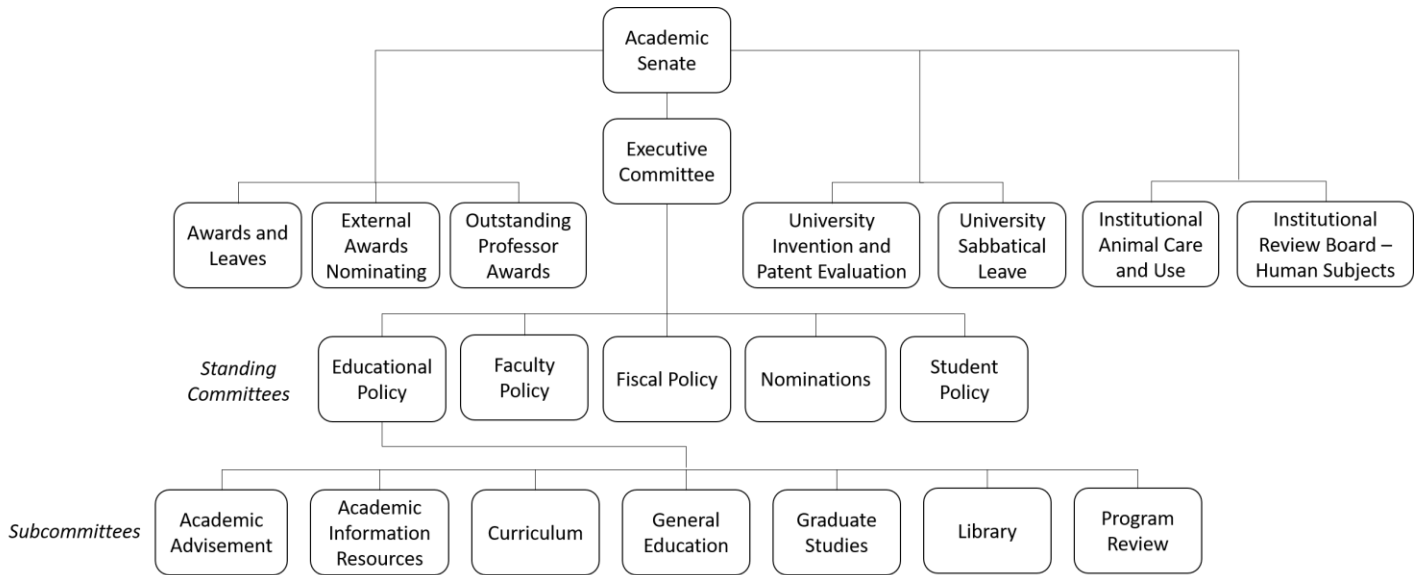 Academic
Senate
Executive
Committee
Awards and
Leaves
External
Awards
Nominating
Outstanding
Professor
Awards
University
Invention and
Patent Evaluation
University
Sabbatical
Leave
Institutional
Animal Care
and Use
Institutional
Review Board –
Human Subjects
Standing
Committees
Educational
Policy
Faculty
Policy
Fiscal Policy
Nominations
Student
Policy
Subcommittees
Academic
Advisement
Academic
Information
Resources
Curriculum
General
Education
Graduate
Studies
Library
Program
Review